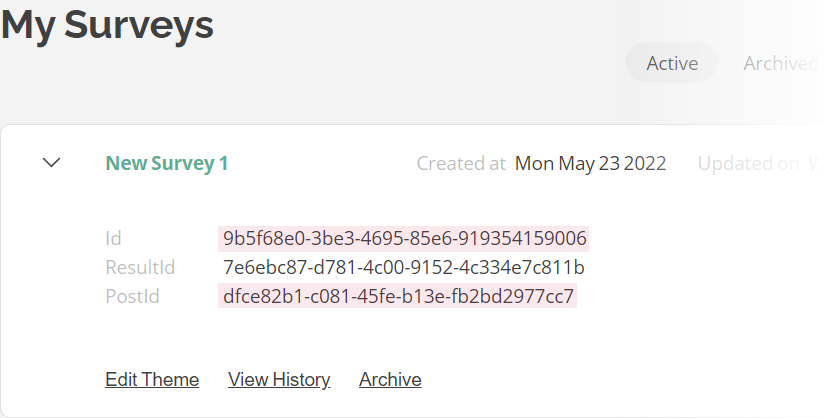 My Surveys
Active Archived
New Survey 1 Created at Mon May 23 2022 Updated on
Id 9b5f68e0-3be3-4695-85e6-919354159006
ResultId 7e6ebc87-d781-4c00-9152-4c334e7c811b
PostId dfce82b1-c081-45fe-b13e-fb2bd2977cc7
Edit Theme View History Archive